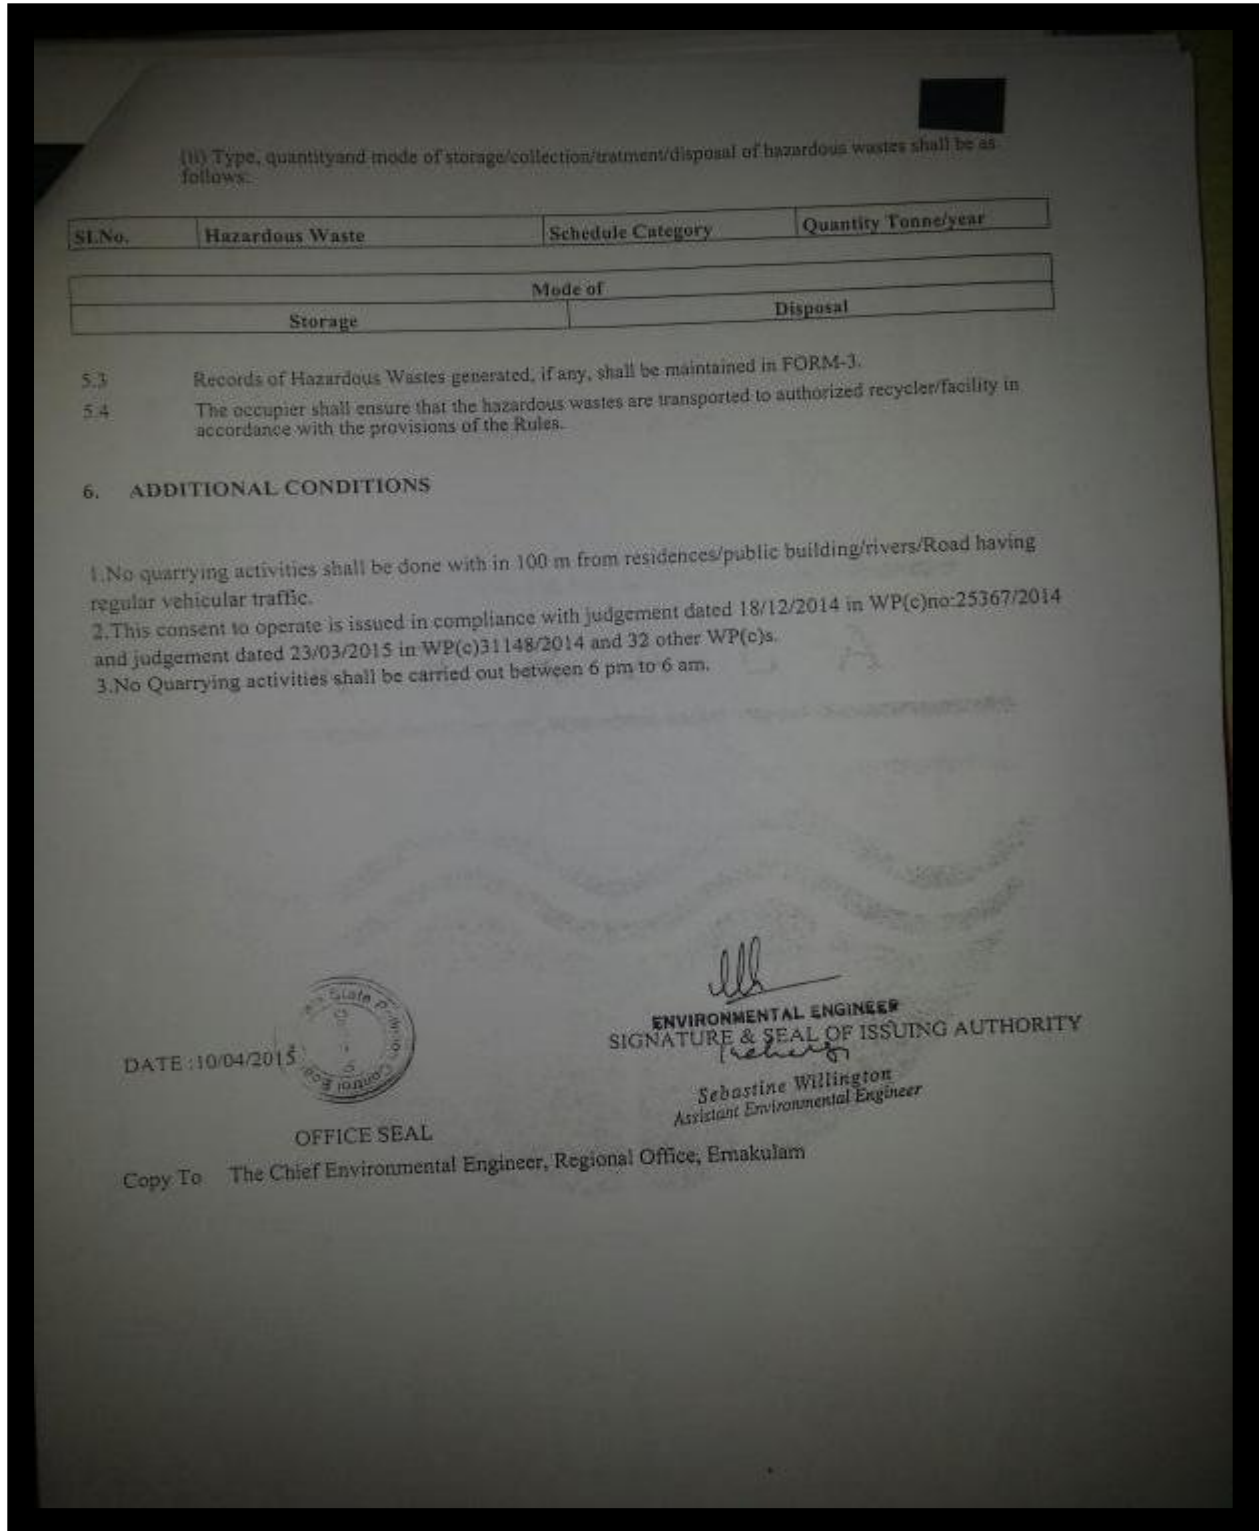 (ii) Type, quantityand mode of storage/collection/tratment/disposal of hazardous wastes shall be as
follows:
Sl.No. Hazardous Waste Schedule Category Quantity Tonne/year
Mode of
Storage Disposal
5.3 Records of Hazardous Wastes generated, if any, shall be maintained in FORM-3.
5.4 The occupier shall ensure that the hazardous wastes are transported to authorized recycler/facility in
accordance with the provisions of the Rules.
6. ADDITIONAL CONDITIONS
1.No quarrying activities shall be done with in 100 m from residences/public building/rivers/Road having
regular vehicular traffic.
2.This consent to operate is issued in compliance with judgement dated 18/12/2014 in WP(c)no:25367/2014
and judgement dated 23/03/2015 in WP(c)31148/2014 and 32 other WP(c)s.
3.No Quarrying activities shall be carried out between 6 pm to 6 am.
State Pollution Control Board
ENVIRONMENTAL ENGINEER
SIGNATURE & SEAL OF ISSUING AUTHORITY
DATE :10/04/2015
Sebastine Willington
Assistant Environmental Engineer
OFFICE SEAL
Copy To The Chief Environmental Engineer, Regional Office, Ernakulam